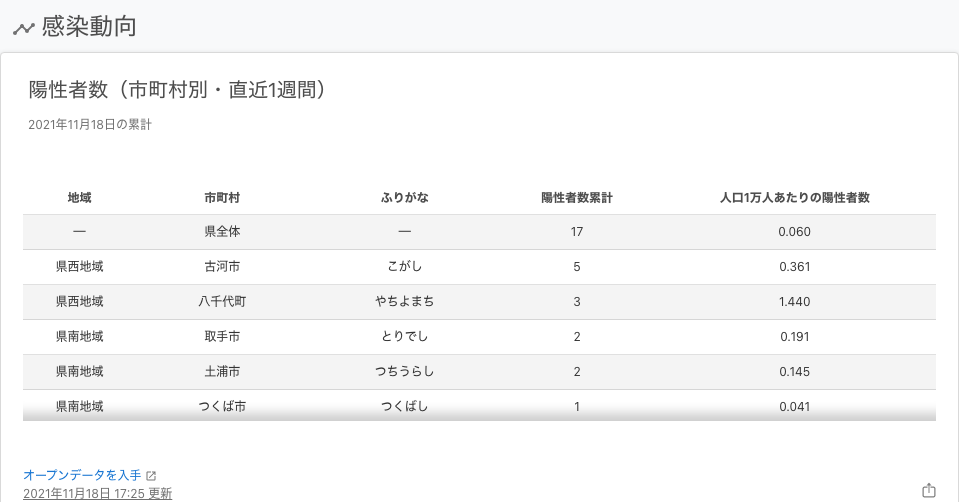 感染動向
陽性者数（市町村別・直近1週間）
2021年11月18日の累計
地域 市町村 ふりがな 陽性者数累計 人口1万人あたりの陽性者数
— 県全体 — 17 0.060
県西地域 古河市 こがし 5 0.361
県西地域 八千代町 やちよまち 3 1.440
県南地域 取手市 とりでし 2 0.191
県南地域 土浦市 つちうらし 2 0.145
県南地域 つくば市 つくばし 1 0.041
オープンデータを入手
2021年11月18日 17:25 更新